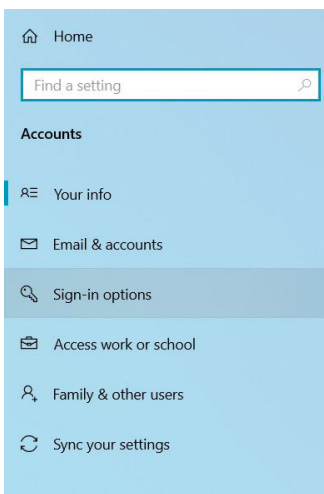 Home
Find a setting
Accounts
Your info
Email & accounts
Sign-in options
Access work or school
Family & other users
Sync your settings